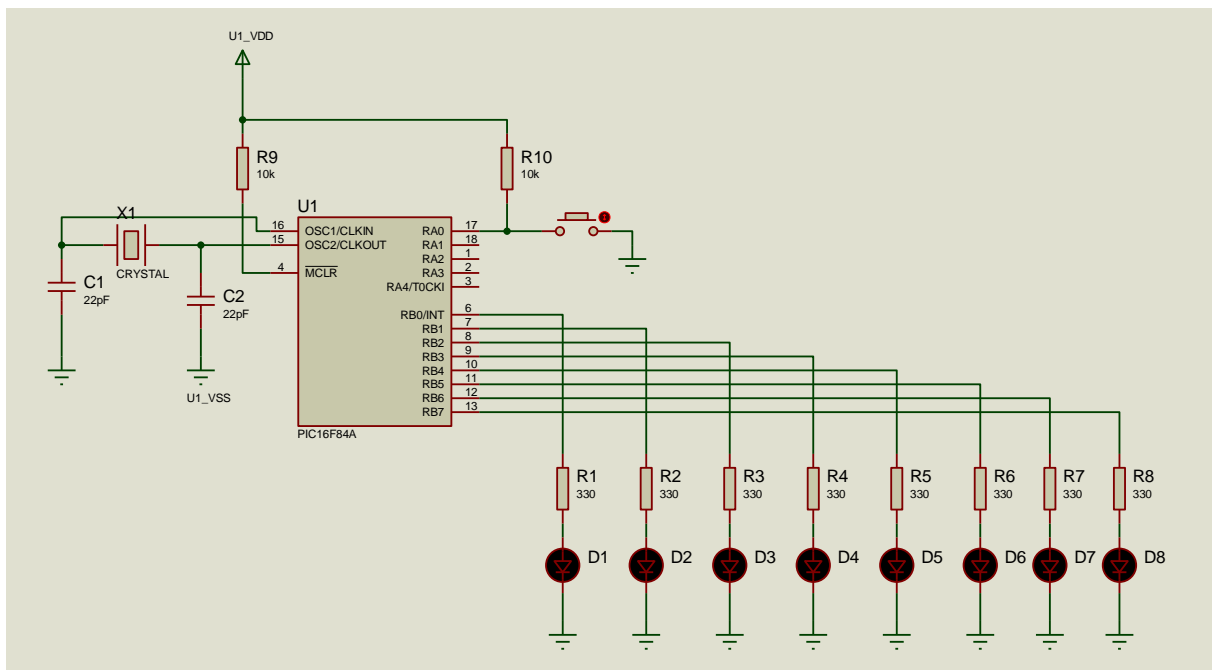 U1_VDD
R9
10k
R10
10k
U1
X1
CRYSTAL
C1
22pF
C2
22pF
U1_VSS
16
OSC1/CLKIN
15
OSC2/CLKOUT
4
MCLR
RA0
17
RA1
18
RA2
1
RA3
2
RA4/T0CKI
3
RB0/INT
6
RB1
7
RB2
8
RB3
9
RB4
10
RB5
11
RB6
12
RB7
13
PIC16F84A
R1
330
R2
330
R3
330
R4
330
R5
330
R6
330
R7
330
R8
330
D1
D2
D3
D4
D5
D6
D7
D8